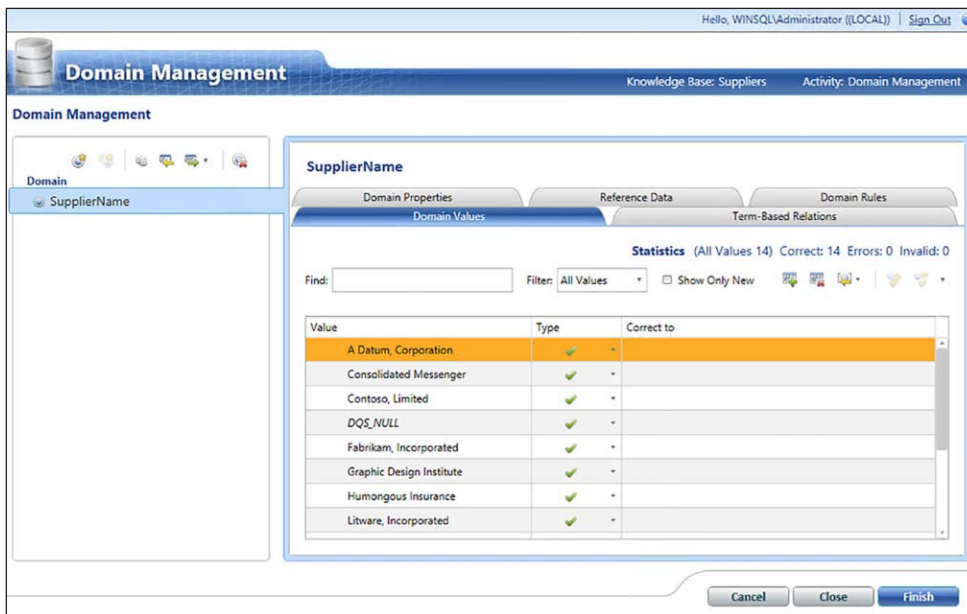 Hello, WINSQL\Administrator ((LOCAL)) | Sign Out
Domain Management
Knowledge Base: Suppliers Activity: Domain Management
Domain Management
Domain
SupplierName
SupplierName
Domain Properties Reference Data Domain Rules
Domain Values Term-Based Relations
Statistics (All Values 14) Correct: 14 Errors: 0 Invalid: 0
Find: Filter: All Values Show Only New
Value Type Correct to
A Datum, Corporation
Consolidated Messenger
Contoso, Limited
DQS_NULL
Fabrikam, Incorporated
Graphic Design Institute
Humongous Insurance
Litware, Incorporated
Cancel Close Finish